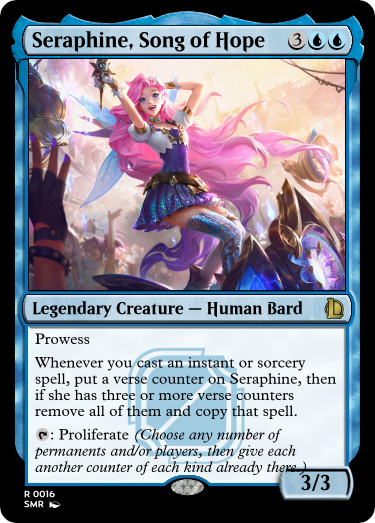 Seraphine, Song of Hope 3
Legendary Creature — Human Bard
Prowess
Whenever you cast an instant or sorcery
spell, put a verse counter on Seraphine, then
if she has three or more verse counters
remove all of them and copy that spell.
: Proliferate (Choose any number of
permanents and/or players, then give each
another counter of each kind already there.)
3/3
R 0016
SMR